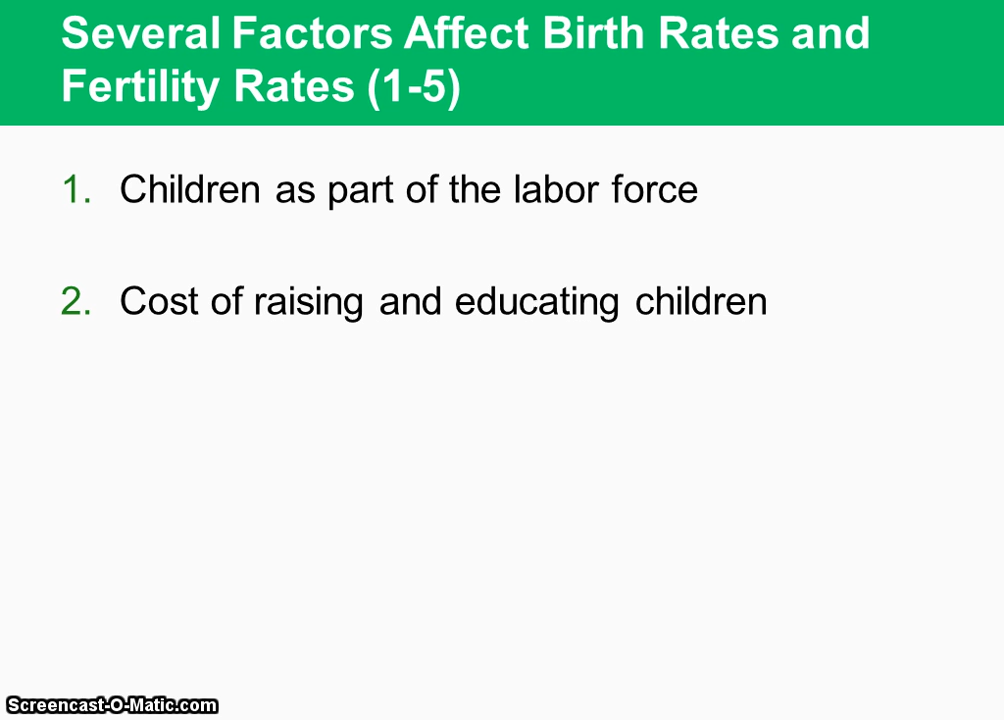 Several Factors Affect Birth Rates and
Fertility Rates (1-5)
1. Children as part of the labor force
2. Cost of raising and educating children
Screencast-O-Matic.com